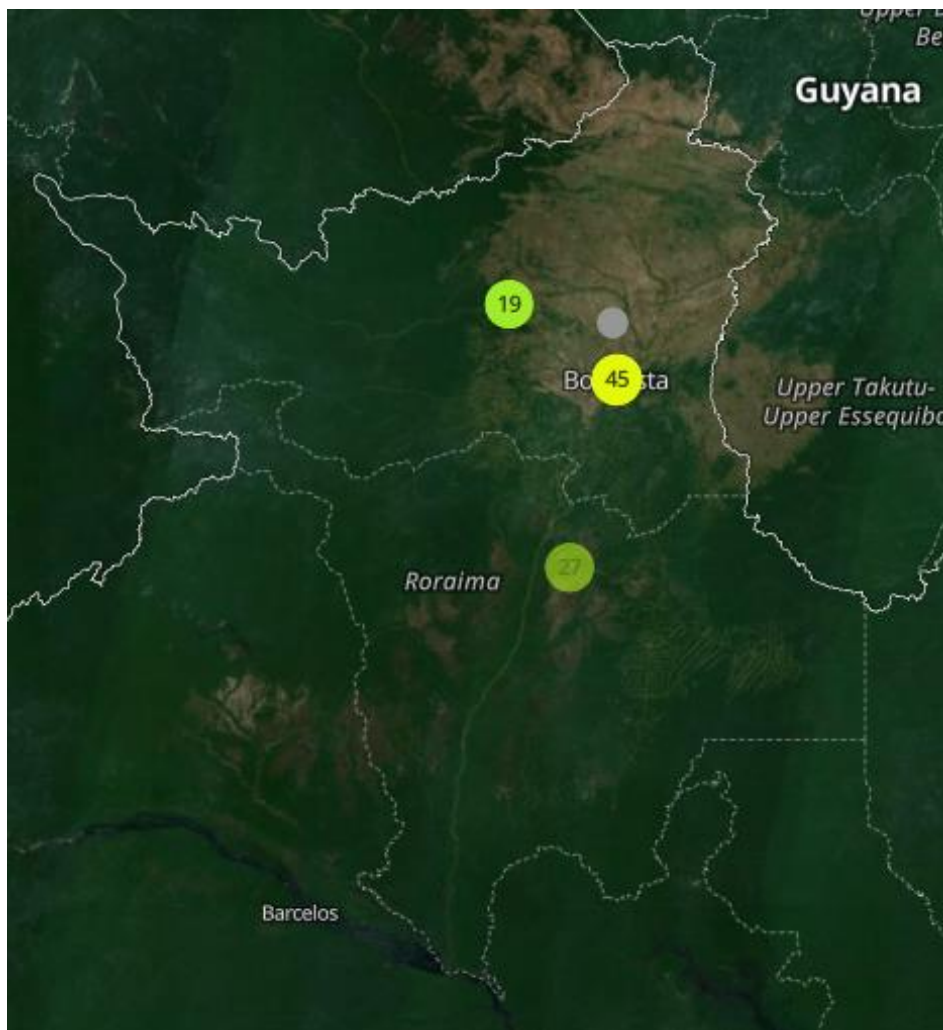 Guyana
19
45
Upper Takutu-
Upper Essequibo
27
Roraima
Barcelos